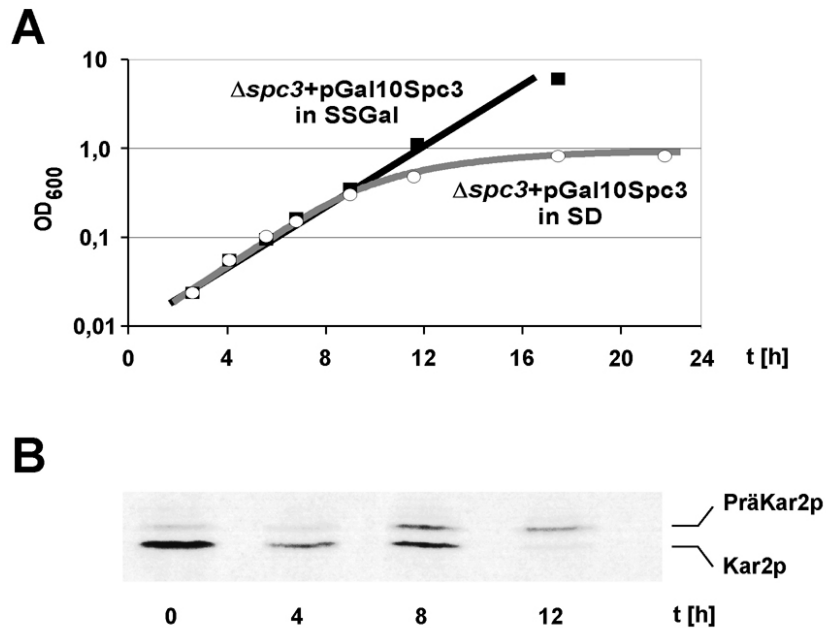 A
10
1,0
0,1
0,01
OD600
Δspc3+pGal10Spc3
in SSGal
Δspc3+pGal10Spc3
in SD
0 4 8 12 16 20 24 t [h]
B
PräKar2p
Kar2p
0 4 8 12 t [h]